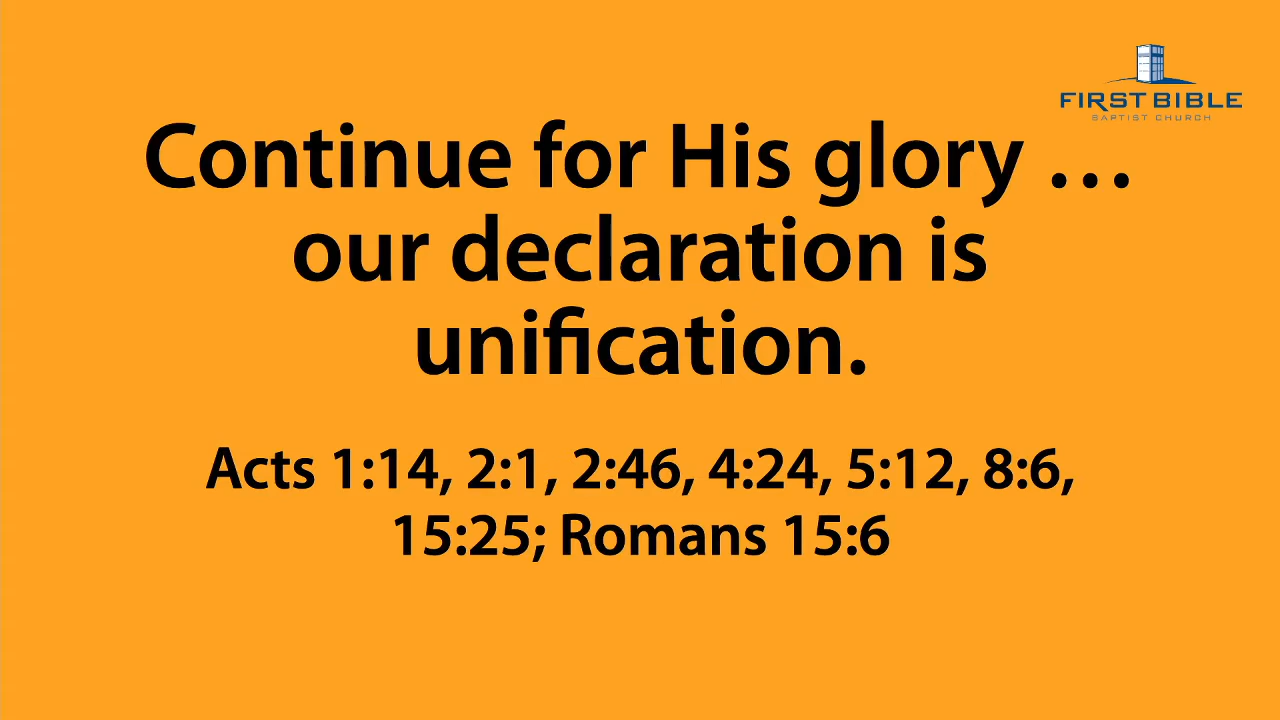 FIRST BIBLE
BAPTIST CHURCH
Continue for His glory …
our declaration is
unification.
Acts 1:14, 2:1, 2:46, 4:24, 5:12, 8:6,
15:25; Romans 15:6